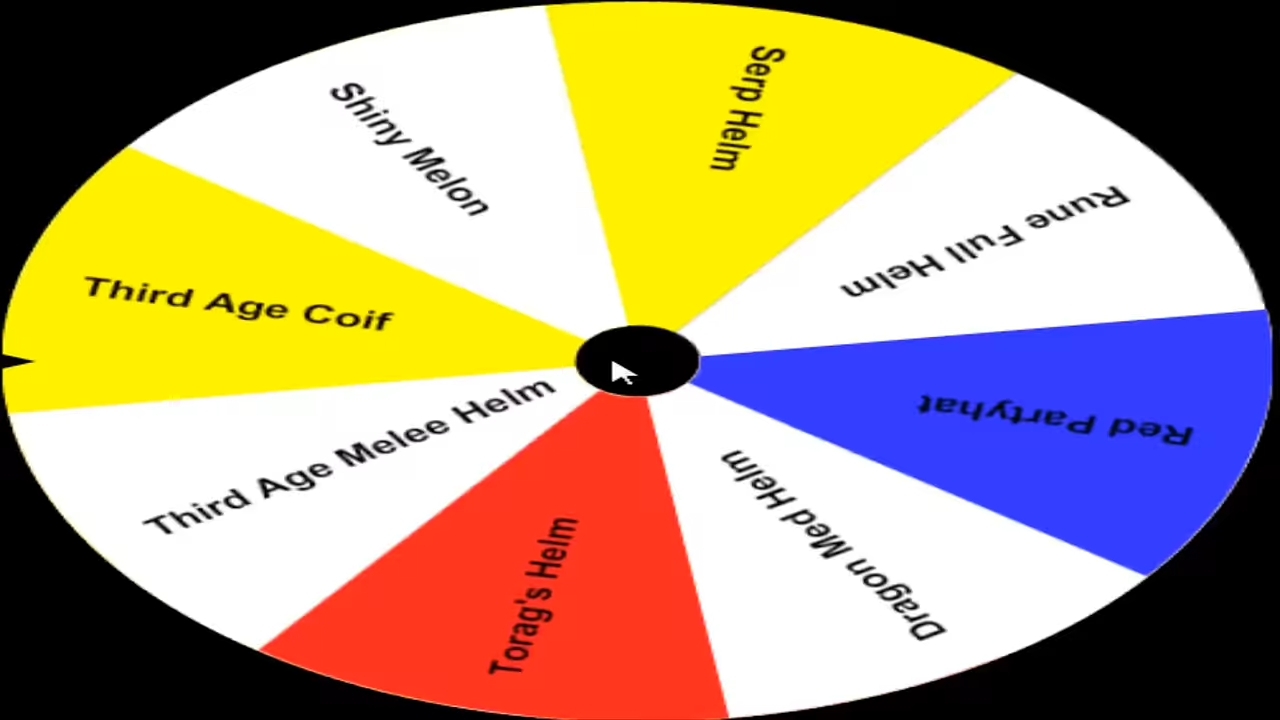 Serp Helm
Rune Full Helm
Red Partyhat
Dragon Med Helm
Torag's Helm
Third Age Melee Helm
Third Age Coif
Shiny Melon